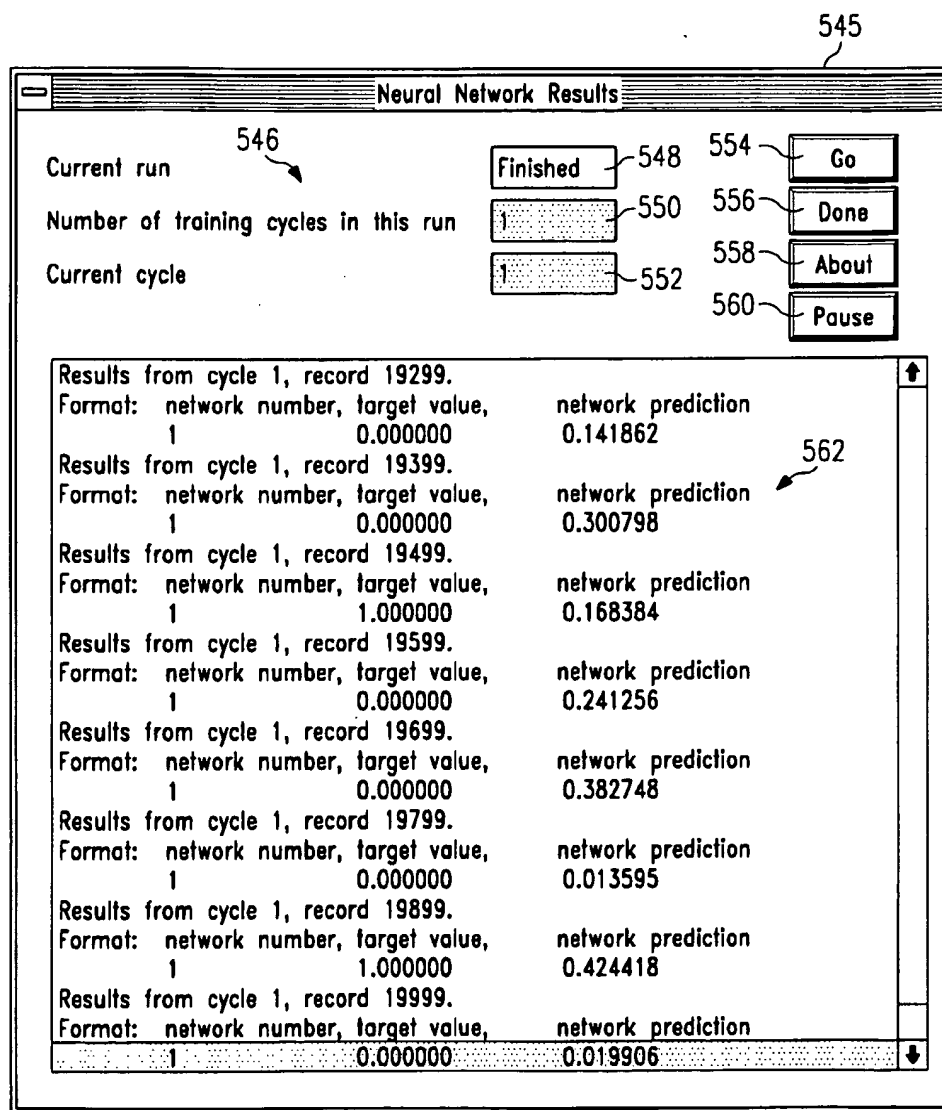 545
Neural Network Results
546
Current run
Finished
548
554
Go
Number of training cycles in this run
1
550
556
Done
Current cycle
1
552
558
About
560
Pause
Results from cycle 1, record 19299.
Format: network number, target value, network prediction
1 0.000000 0.141862
562
Results from cycle 1, record 19399.
Format: network number, target value, network prediction
1 0.000000 0.300798
Results from cycle 1, record 19499.
Format: network number, target value, network prediction
1 1.000000 0.168384
Results from cycle 1, record 19599.
Format: network number, target value, network prediction
1 0.000000 0.241256
Results from cycle 1, record 19699.
Format: network number, target value, network prediction
1 0.000000 0.382748
Results from cycle 1, record 19799.
Format: network number, target value, network prediction
1 0.000000 0.013595
Results from cycle 1, record 19899.
Format: network number, target value, network prediction
1 1.000000 0.424418
Results from cycle 1, record 19999.
Format: network number, target value, network prediction
1 0.000000 0.019906